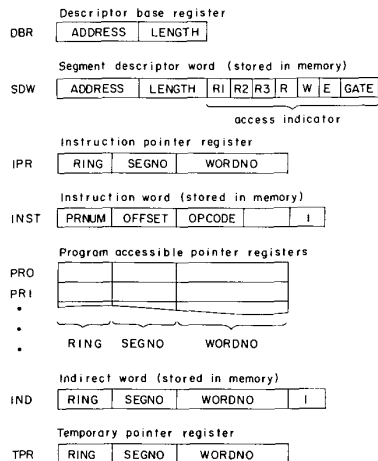 Descriptor base register
DBR ADDRESS LENGTH
Segment descriptor word (stored in memory)
SDW ADDRESS LENGTH R1 R2 R3 R W E GATE
access indicator
Instruction pointer register
IPR RING SEGNO WORDNO
Instruction word (stored in memory)
INST PRNUM OFFSET OPCODE I
Program accessible pointer registers
PR0
PR1
RING SEGNO WORDNO
Indirect word (stored in memory)
IND RING SEGNO WORDNO I
Temporary pointer register
TPR RING SEGNO WORDNO